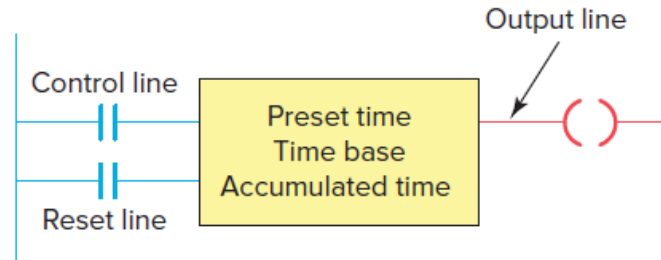 Output line
Control line
Preset time
Time base
Accumulated time
Reset line